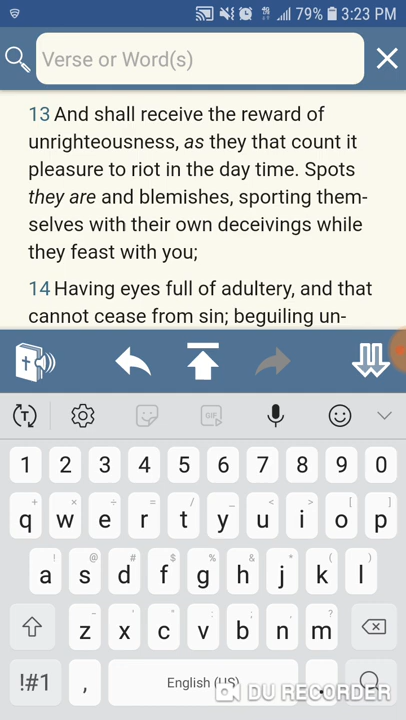 79% 3:23 PM
Verse or Word(s)
13 And shall receive the reward of
unrighteousness, as they that count it
pleasure to riot in the day time. Spots
they are and blemishes, sporting them-
selves with their own deceivings while
they feast with you;
14 Having eyes full of adultery, and that
cannot cease from sin; beguiling un-
T GIF
1 2 3 4 5 6 7 8 9 0
+ × ÷ = / _ < > [ ]
q w e r t y u i o p
! @ # $ % ^ & * ( )
a s d f g h j k l
- ' " : ; , ?
z x c v b n m
!#1 , English (US) .
DU RECORDER